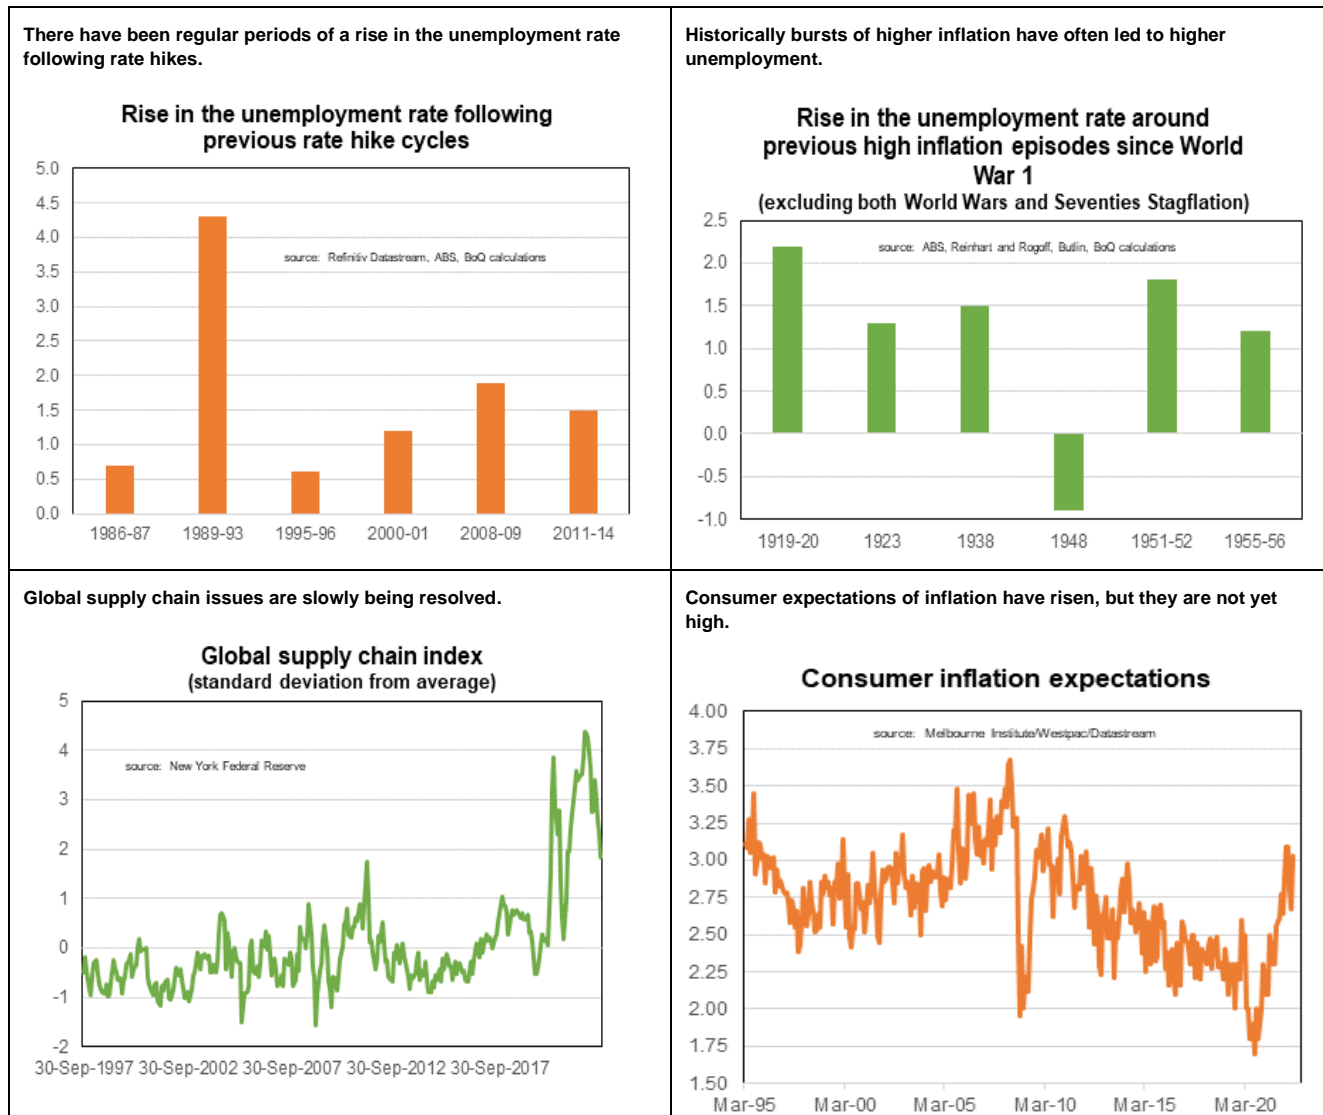 There have been regular periods of a rise in the unemployment rate
following rate hikes.
Rise in the unemployment rate following
previous rate hike cycles
5.0
4.5
4.0
3.5
3.0
2.5
2.0
1.5
1.0
0.5
0.0
source: Refinitiv Datastream, ABS, BoQ calculations
1986-87 1989-93 1995-96 2000-01 2008-09 2011-14
Historically bursts of higher inflation have often led to higher
unemployment.
Rise in the unemployment rate around
previous high inflation episodes since World
War 1
(excluding both World Wars and Seventies Stagflation)
2.5
2.0
1.5
1.0
0.5
0.0
-0.5
-1.0
source: ABS, Reinhart and Rogoff, Butlin, BoQ calculations
1919-20 1923 1938 1948 1951-52 1955-56
Global supply chain issues are slowly being resolved.
Global supply chain index
(standard deviation from average)
5
4
3
2
1
0
-1
-2
source: New York Federal Reserve
30-Sep-1997 30-Sep-2002 30-Sep-2007 30-Sep-2012 30-Sep-2017
Consumer expectations of inflation have risen, but they are not yet
high.
Consumer inflation expectations
4.00
3.75
3.50
3.25
3.00
2.75
2.50
2.25
2.00
1.75
1.50
source: Melbourne Institute/Westpac/Datastream
Mar-95 Mar-00 Mar-05 Mar-10 Mar-15 Mar-20